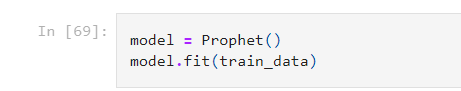 In [69]:
model = Prophet()
model.fit(train_data)